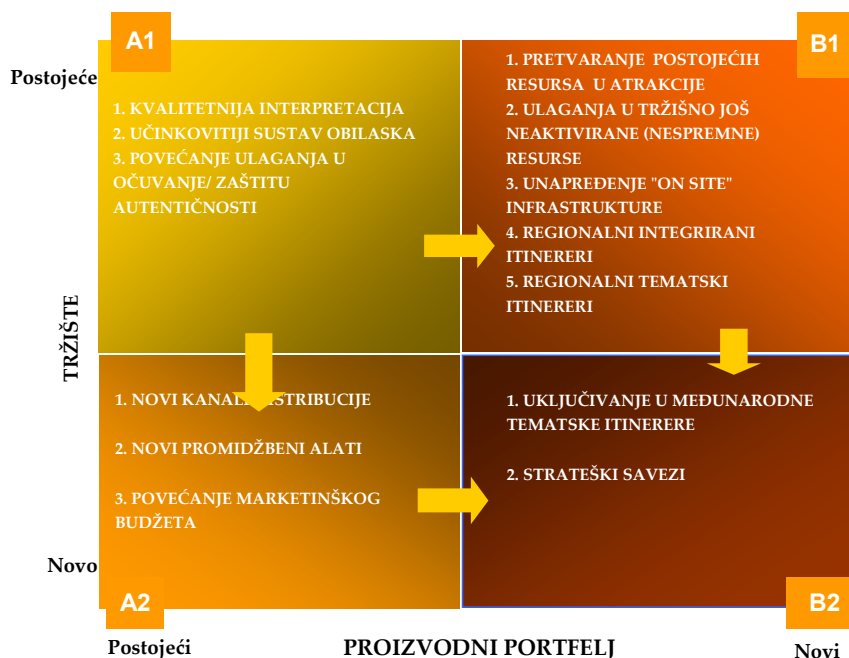 A1
B1
Postojeće
1. KVALITETNIJA INTERPRETACIJA
2. UČINKOVITIJI SUSTAV OBILASKA
3. POVEĆANJE ULAGANJA U
OČUVANJE/ ZAŠTITU
AUTENTIČNOSTI
1. PRETVARANJE POSTOJEĆIH
RESURSA U ATRAKCIJE
2. ULAGANJA U TRŽIŠNO JOŠ
NEAKTIVIRANE (NESPREMNE)
RESURSE
3. UNAPREĐENJE "ON SITE"
INFRASTRUKTURE
4. REGIONALNI INTEGRIRANI
ITINERERI
5. REGIONALNI TEMATSKI
ITINERERI
TRŽIŠTE
1. NOVI KANALI DISTRIBUCIJE
2. NOVI PROMIDŽBENI ALATI
3. POVEĆANJE MARKETINŠKOG
BUDŽETA
1. UKLJUČIVANJE U MEĐUNARODNE
TEMATSKE ITINERERE
2. STRATEŠKI SAVEZI
Novo
A2
B2
Postojeći
PROIZVODNI PORTFELJ
Novi